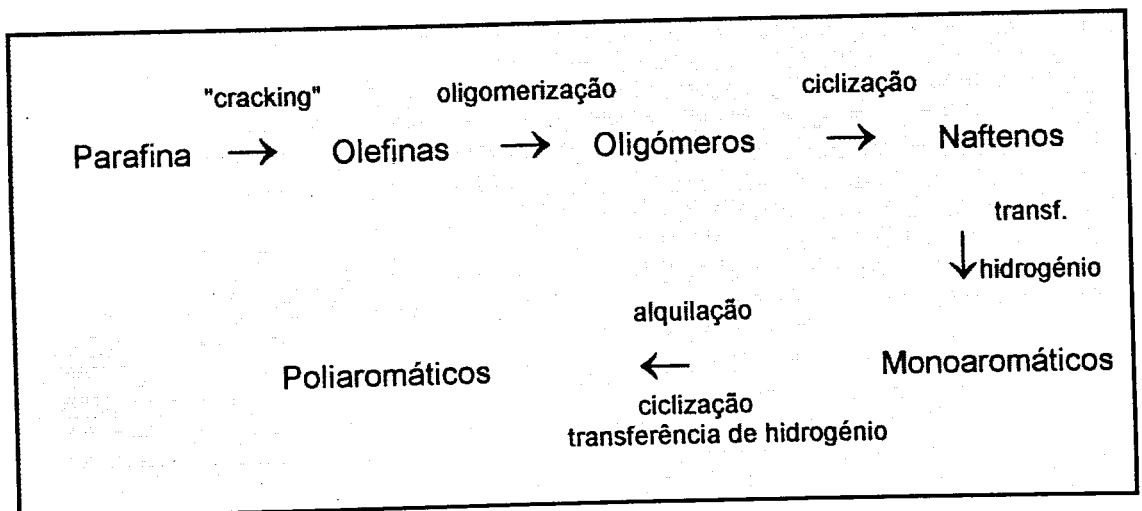 "cracking" oligomerização ciclização
Parafina → Olefinas → Oligómeros → Naftenos
transf.
↓ hidrogénio
alquilação
Poliaromáticos ← Monoaromáticos
ciclização
transferência de hidrogénio